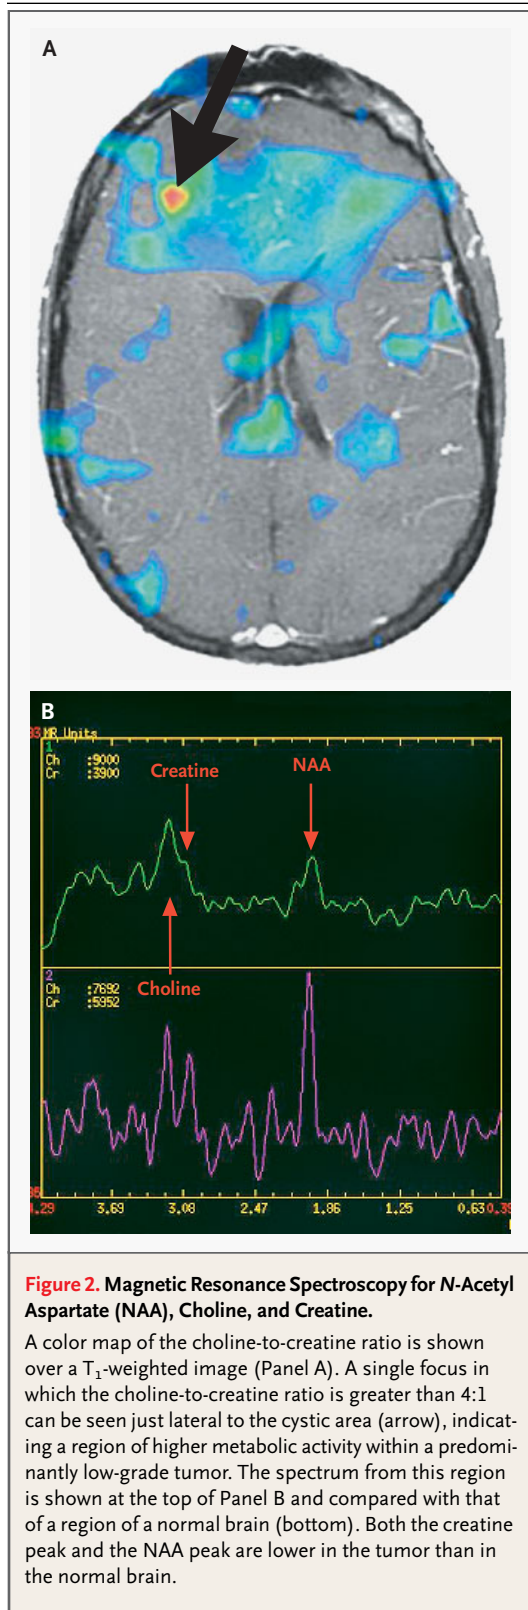 A
B
MR Units
1
Ch :9000
Cr :3900
Creatine
NAA
Choline
2
Ch :7692
Cr :5952
4.29 3.69 3.08 2.47 1.86 1.25 0.63 0.39
Figure 2. Magnetic Resonance Spectroscopy for N-Acetyl
Aspartate (NAA), Choline, and Creatine.
A color map of the choline-to-creatine ratio is shown
over a T₁-weighted image (Panel A). A single focus in
which the choline-to-creatine ratio is greater than 4:1
can be seen just lateral to the cystic area (arrow), indicat-
ing a region of higher metabolic activity within a predomi-
nantly low-grade tumor. The spectrum from this region
is shown at the top of Panel B and compared with that
of a region of a normal brain (bottom). Both the creatine
peak and the NAA peak are lower in the tumor than in
the normal brain.